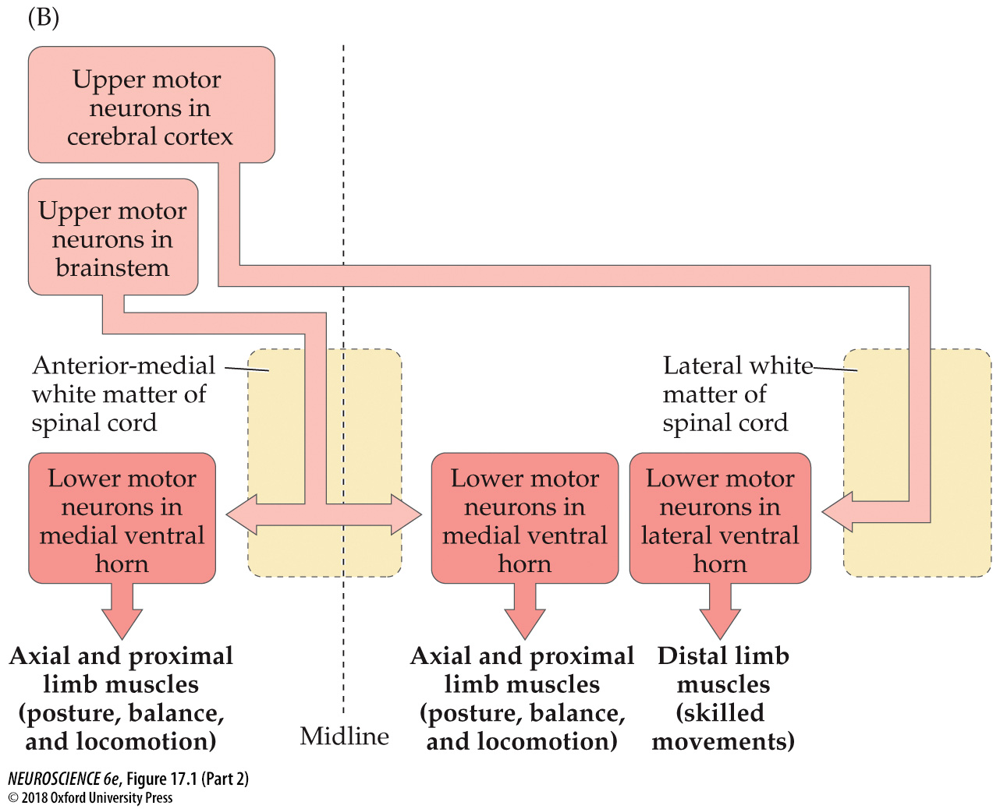 (B)
Upper motor
neurons in
cerebral cortex
Upper motor
neurons in
brainstem
Anterior-medial
white matter of
spinal cord
Lateral white
matter of
spinal cord
Lower motor
neurons in
medial ventral
horn
Lower motor
neurons in
medial ventral
horn
Lower motor
neurons in
lateral ventral
horn
Axial and proximal
limb muscles
(posture, balance,
and locomotion)
Midline
Axial and proximal
limb muscles
(posture, balance,
and locomotion)
Distal limb
muscles
(skilled
movements)
NEUROSCIENCE 6e, Figure 17.1 (Part 2)
© 2018 Oxford University Press